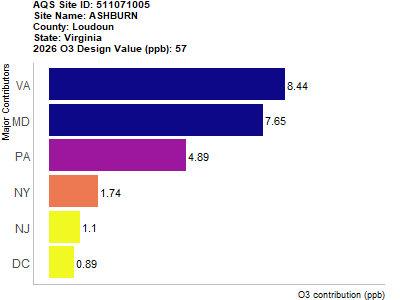 AQS Site ID: 511071005
Site Name: ASHBURN
County: Loudoun
State: Virginia
2026 O3 Design Value (ppb): 57
Major Contributors
VA 8.44
MD 7.65
PA 4.89
NY 1.74
NJ 1.1
DC 0.89
O3 contribution (ppb)